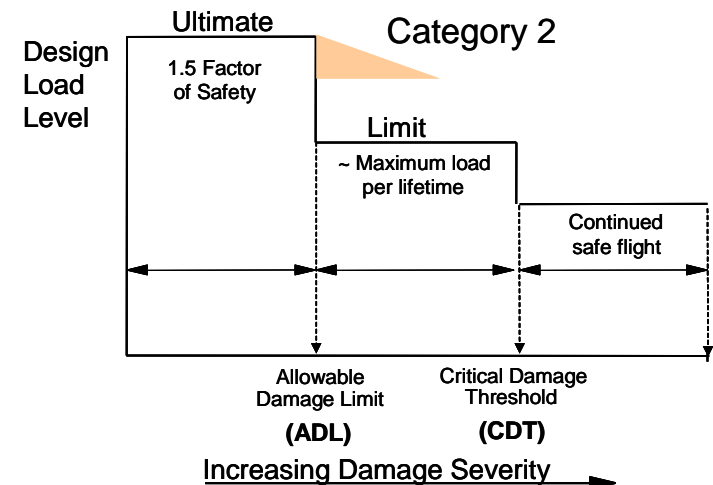 Ultimate
Category 2
Design
Load
Level
1.5 Factor
of Safety
Limit
~ Maximum load
per lifetime
Continued
safe flight
Allowable
Damage Limit
(ADL)
Critical Damage
Threshold
(CDT)
Increasing Damage Severity